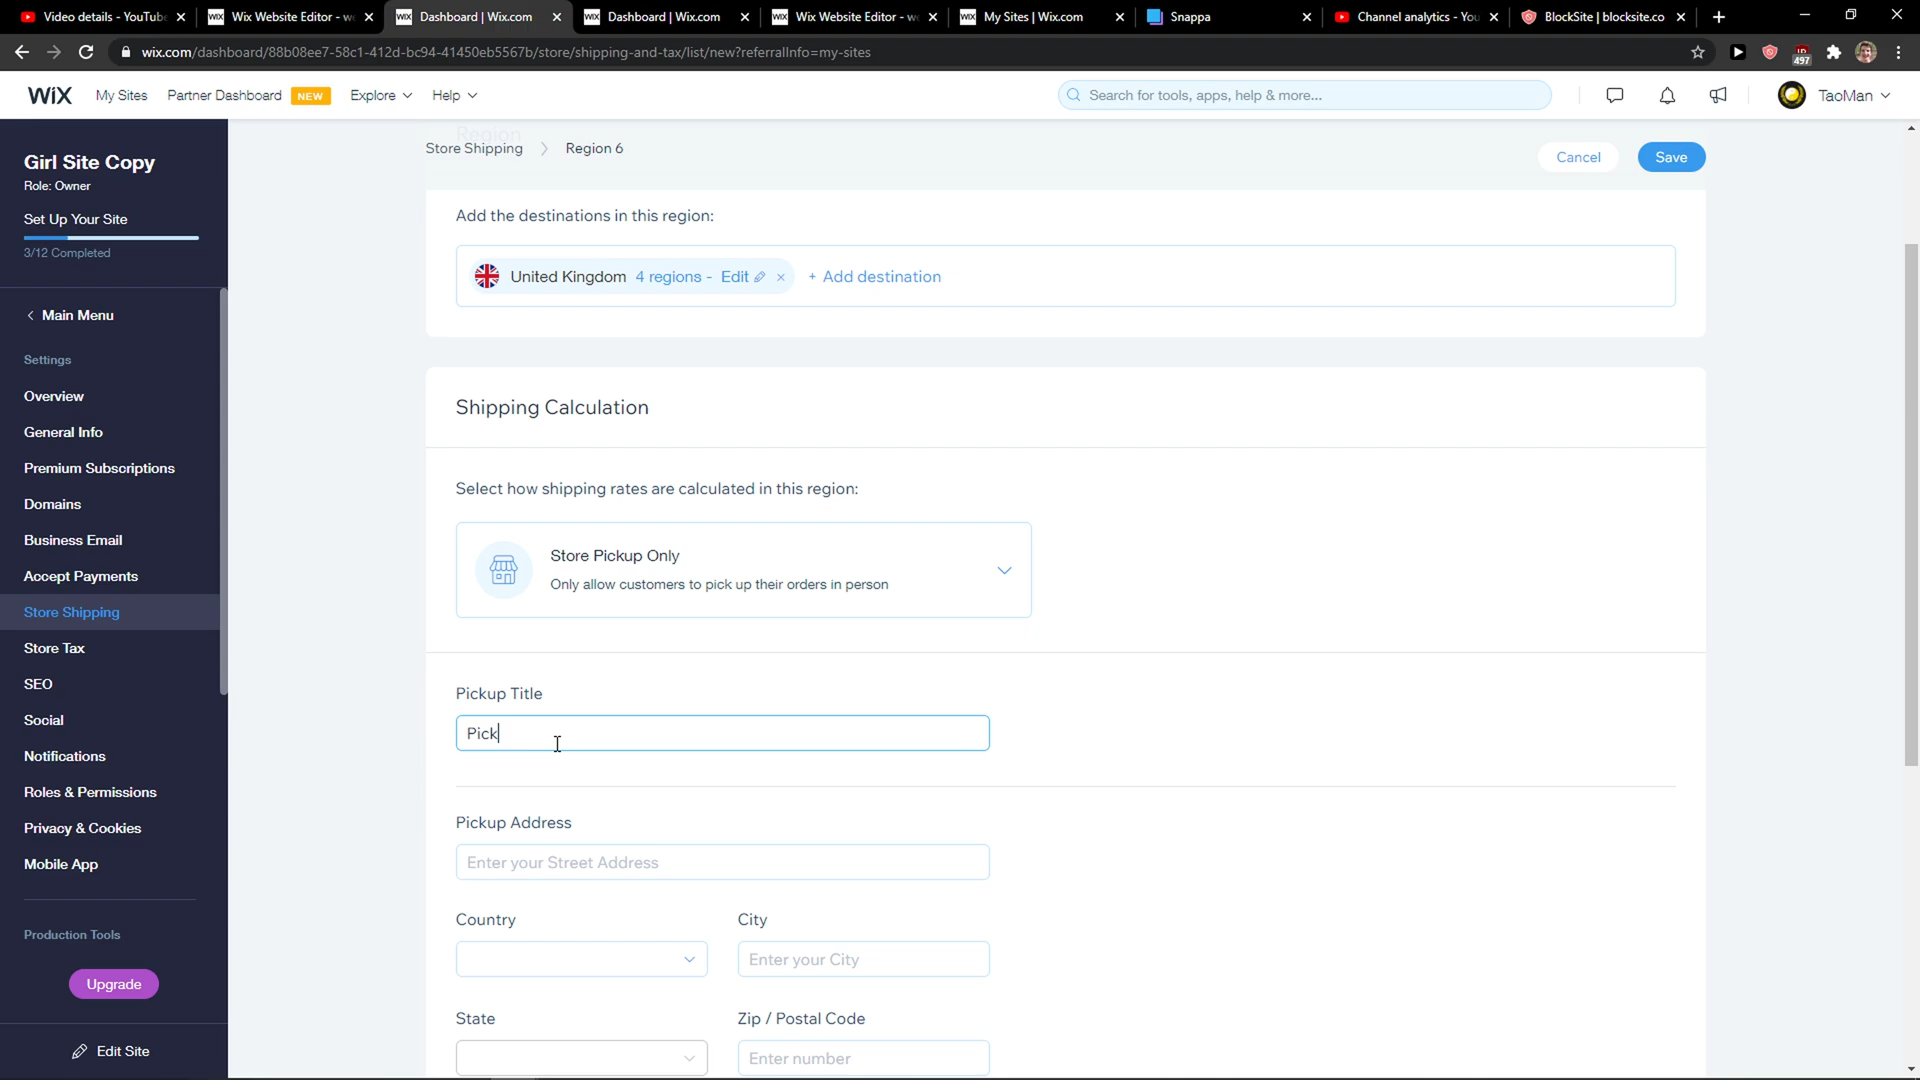 Video details - YouTub
Wix Website Editor - w
Dashboard | Wix.com
Dashboard | Wix.com
Wix Website Editor - w
My Sites | Wix.com
Snappa
Channel analytics - You
BlockSite | blocksite.co
wix.com/dashboard/88b08ee7-58c1-412d-bc94-41450eb5567b/store/shipping-and-tax/list/new?referralInfo=my-sites
497
WiX
My Sites
Partner Dashboard
NEW
Explore
Help
Search for tools, apps, help & more...
TaoMan
Girl Site Copy
Role: Owner
Set Up Your Site
3/12 Completed
Main Menu
Settings
Overview
General Info
Premium Subscriptions
Domains
Business Email
Accept Payments
Store Shipping
Store Tax
SEO
Social
Notifications
Roles & Permissions
Privacy & Cookies
Mobile App
Production Tools
Upgrade
Edit Site
Region
Store Shipping > Region 6
Cancel
Save
Add the destinations in this region:
United Kingdom 4 regions - Edit × + Add destination
Shipping Calculation
Select how shipping rates are calculated in this region:
Store Pickup Only
Only allow customers to pick up their orders in person
Pickup Title
Pick
Pickup Address
Enter your Street Address
Country
City
Enter your City
State
Zip / Postal Code
Enter number